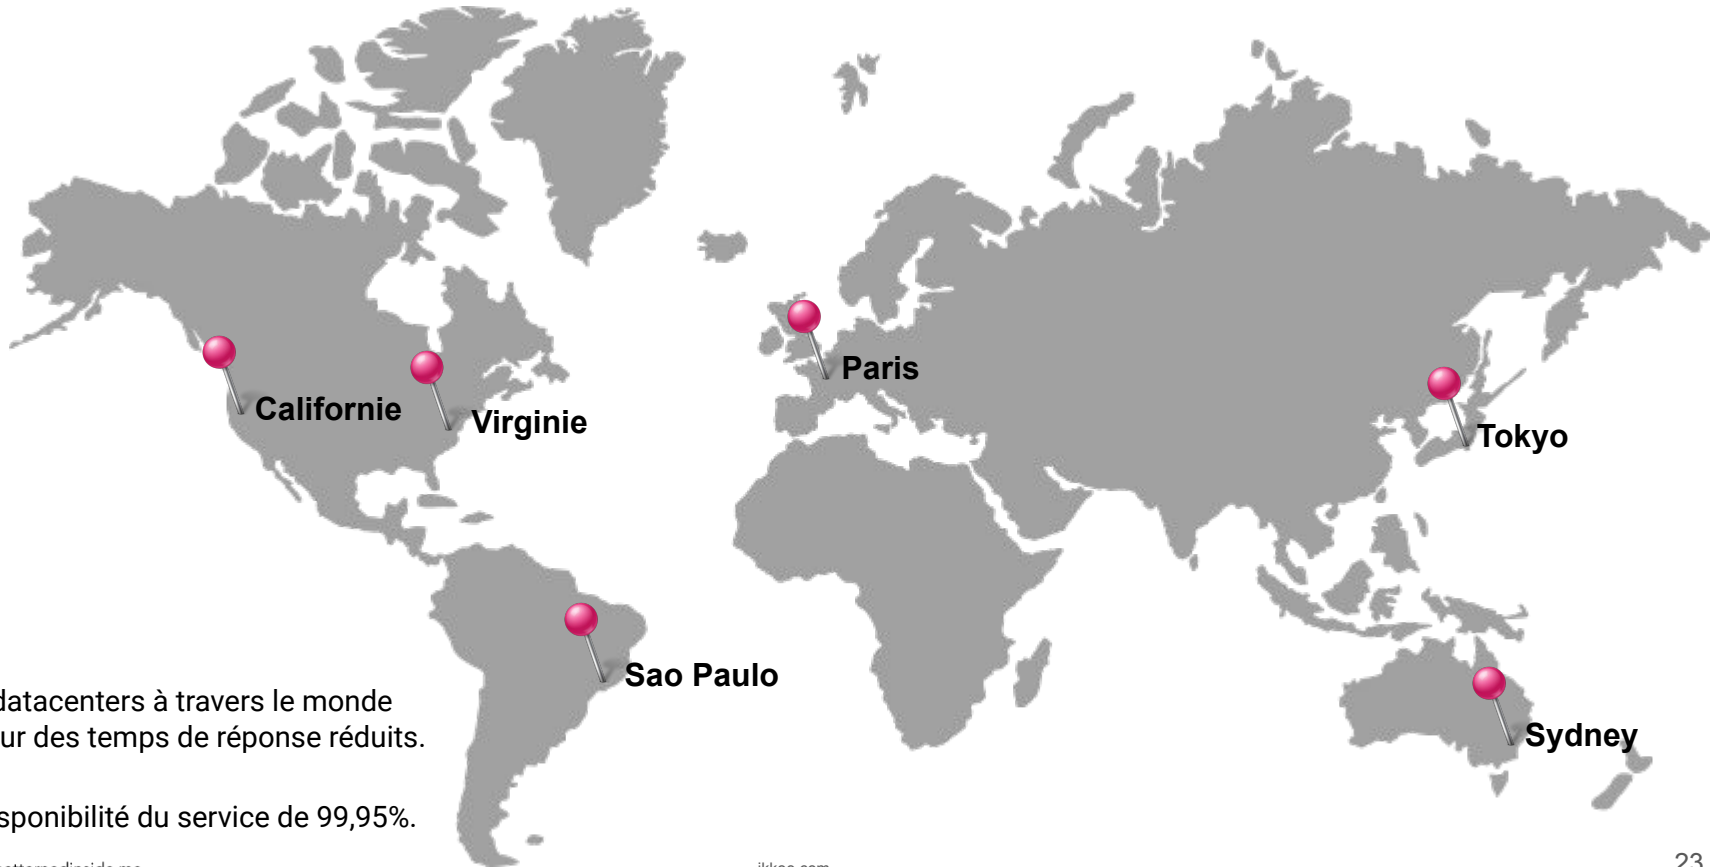 Paris
Californie
Virginie
Tokyo
Sao Paulo
Sydney
datacenters à travers le monde
ur des temps de réponse réduits.
sponibilité du service de 99,95%.
23